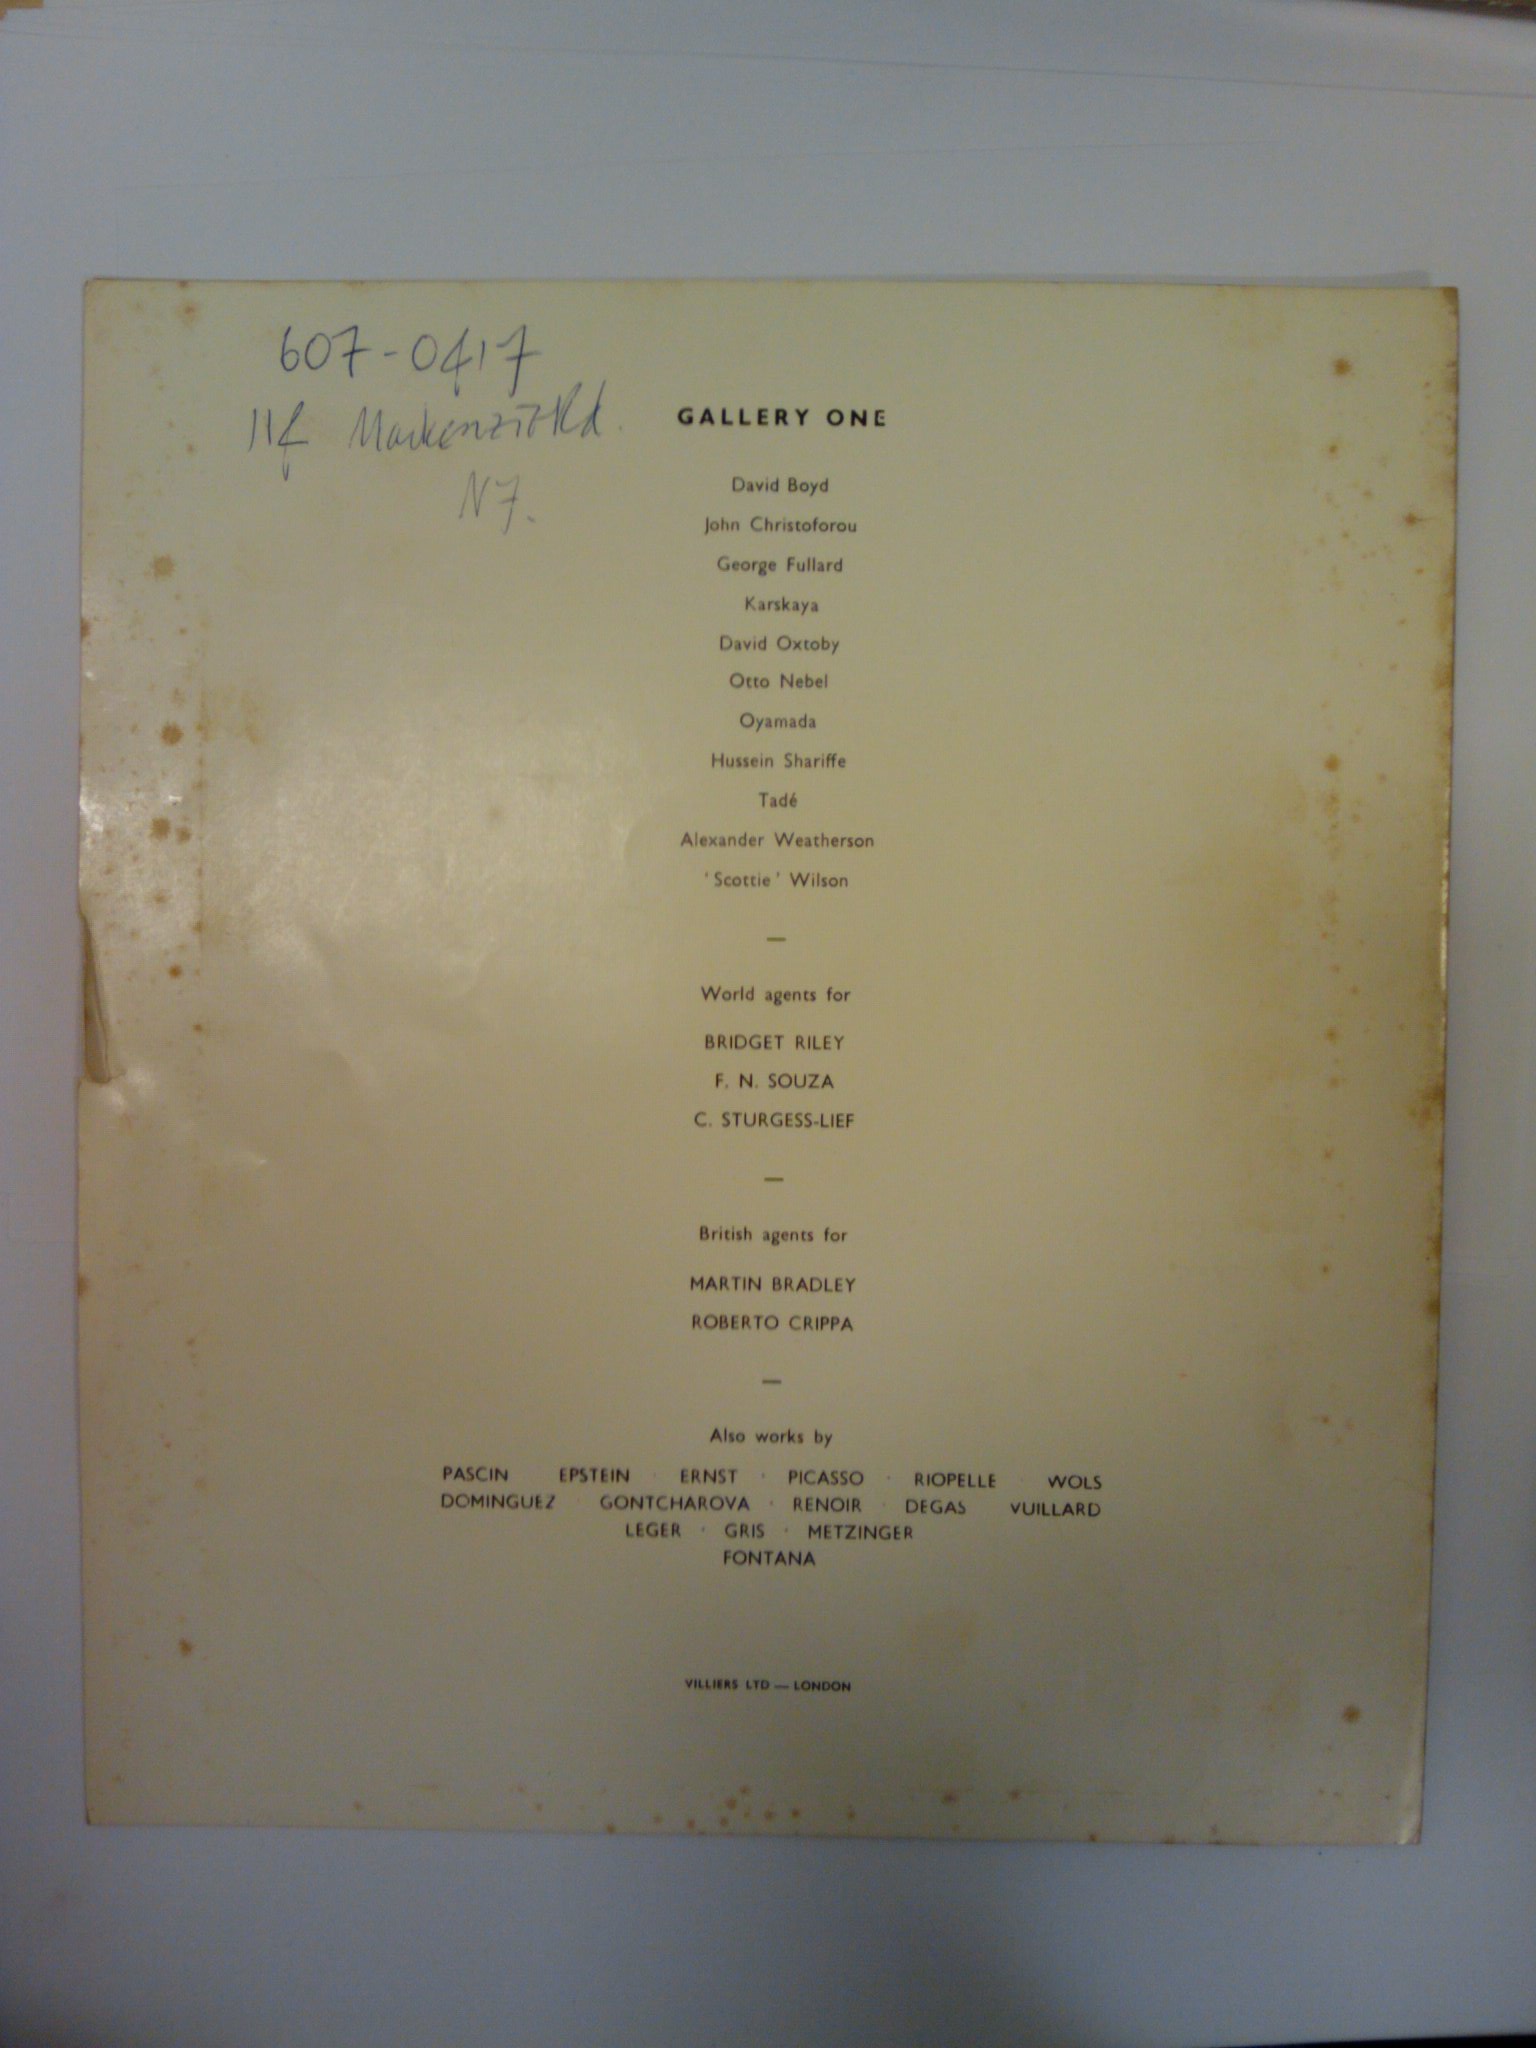 607-0417
114 Mackenzie Rd.
N7.
GALLERY ONE
David Boyd
John Christoforou
George Fullard
Karskaya
David Oxtoby
Otto Nebel
Oyamada
Hussein Shariffe
Tadé
Alexander Weatherson
'Scottie' Wilson
—
World agents for
BRIDGET RILEY
F. N. SOUZA
C. STURGESS-LIEF
—
British agents for
MARTIN BRADLEY
ROBERTO CRIPPA
—
Also works by
PASCIN · EPSTEIN · ERNST · PICASSO · RIOPELLE · WOLS
DOMINGUEZ · GONTCHAROVA · RENOIR · DEGAS · VUILLARD
LEGER · GRIS · METZINGER
FONTANA
VILLIERS LTD — LONDON